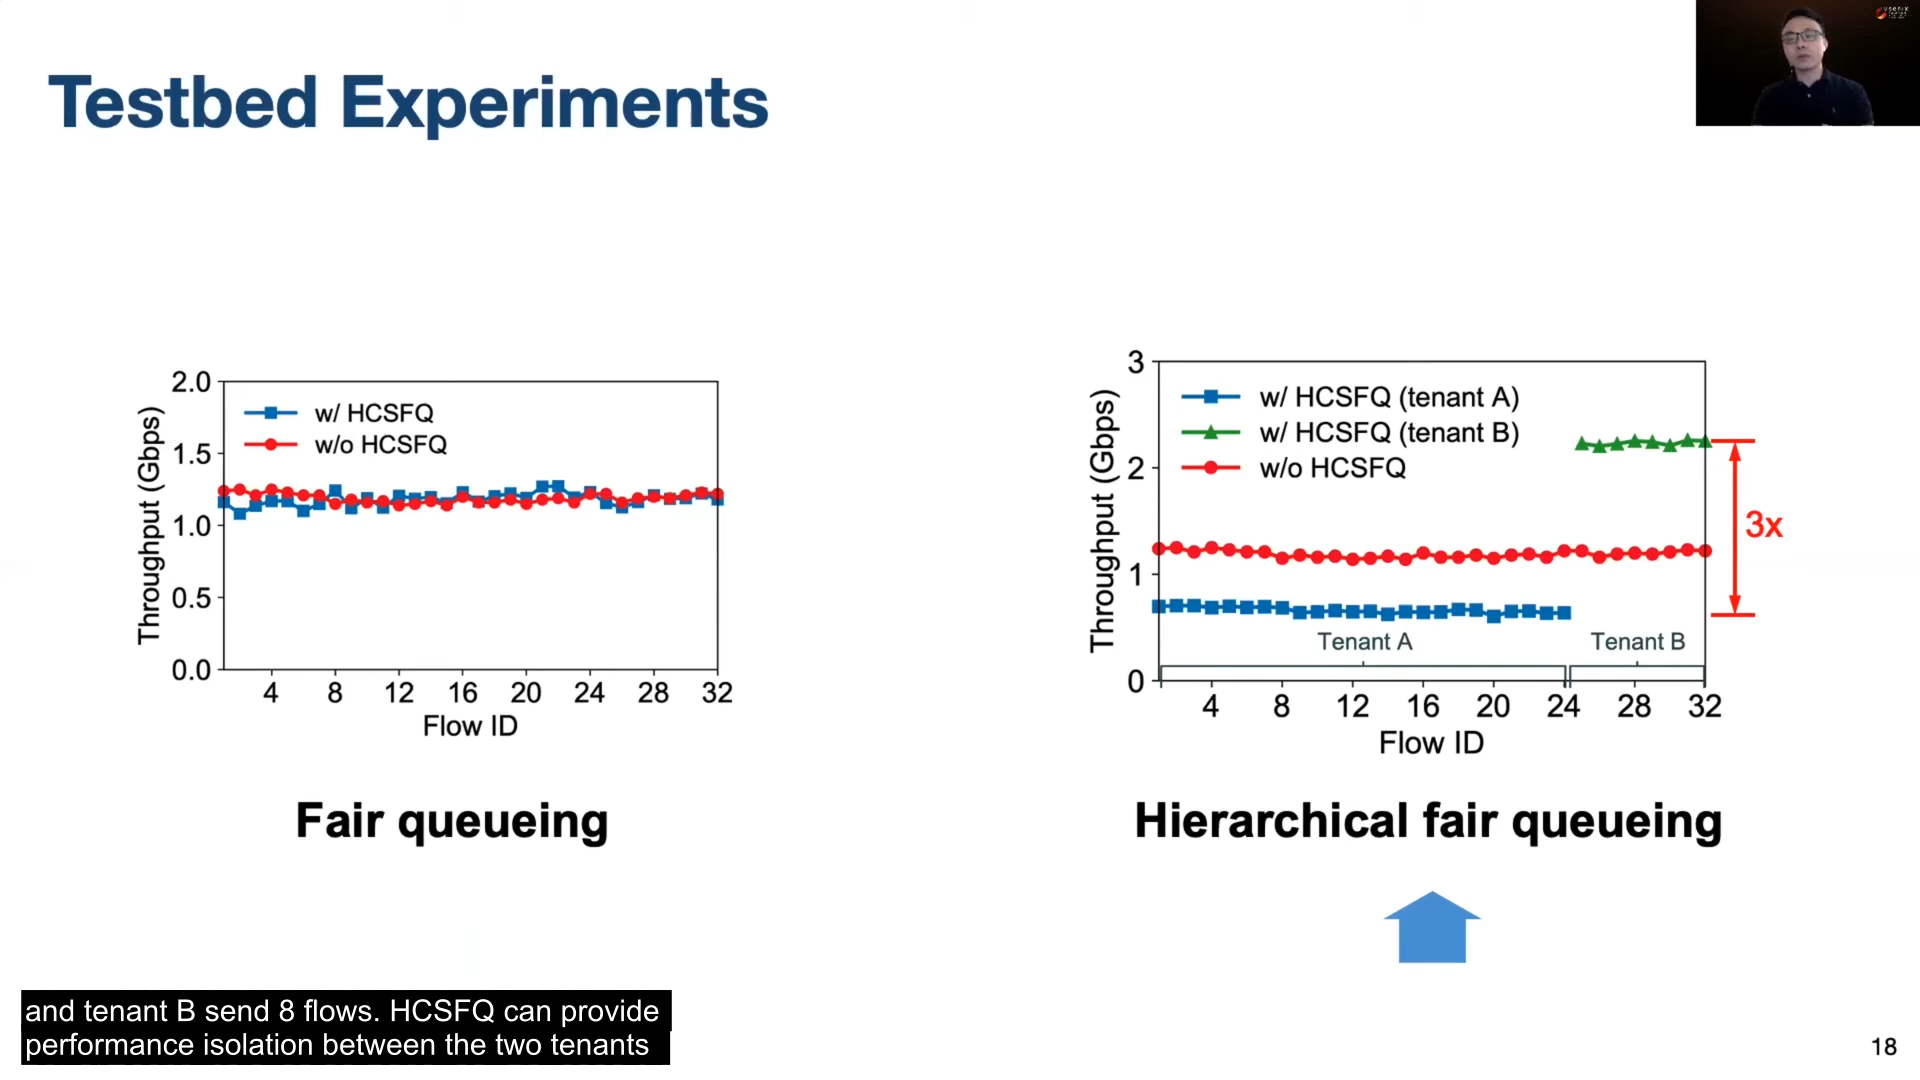 Testbed Experiments
usenix
2.0
1.5
1.0
0.5
0.0
Throughput (Gbps)
w/ HCSFQ
w/o HCSFQ
4 8 12 16 20 24 28 32
Flow ID
Fair queueing
3
2
1
0
Throughput (Gbps)
w/ HCSFQ (tenant A)
w/ HCSFQ (tenant B)
w/o HCSFQ
3x
Tenant A
Tenant B
4 8 12 16 20 24 28 32
Flow ID
Hierarchical fair queueing
and tenant B send 8 flows. HCSFQ can provide
performance isolation between the two tenants
18